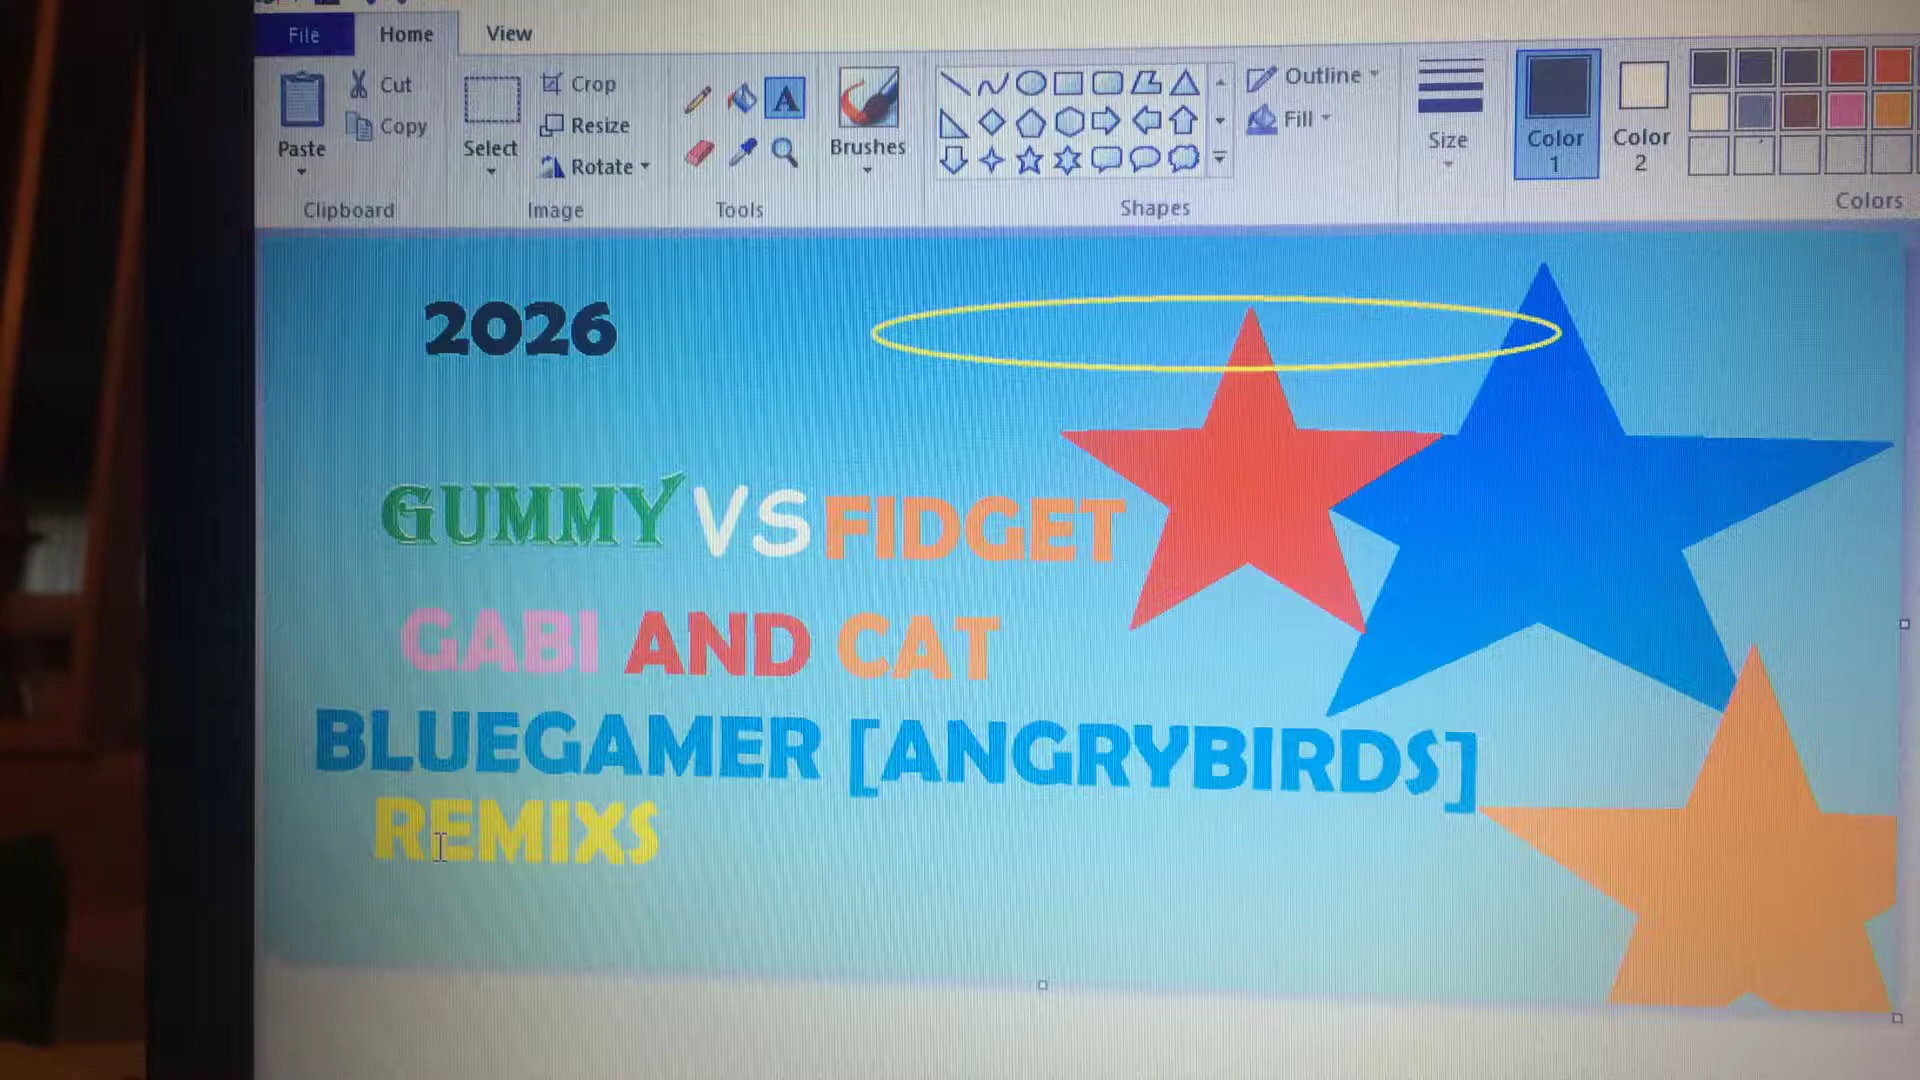 File Home View
Paste
Cut
Copy
Clipboard
Select
Crop
Resize
Rotate
Image
A
Tools
Brushes
Outline
Fill
Shapes
Size
Color 1
Color 2
Colors
2026
GUMMY VS FIDGET
GABI AND CAT
BLUEGAMER [ANGRYBIRDS]
REMIXS